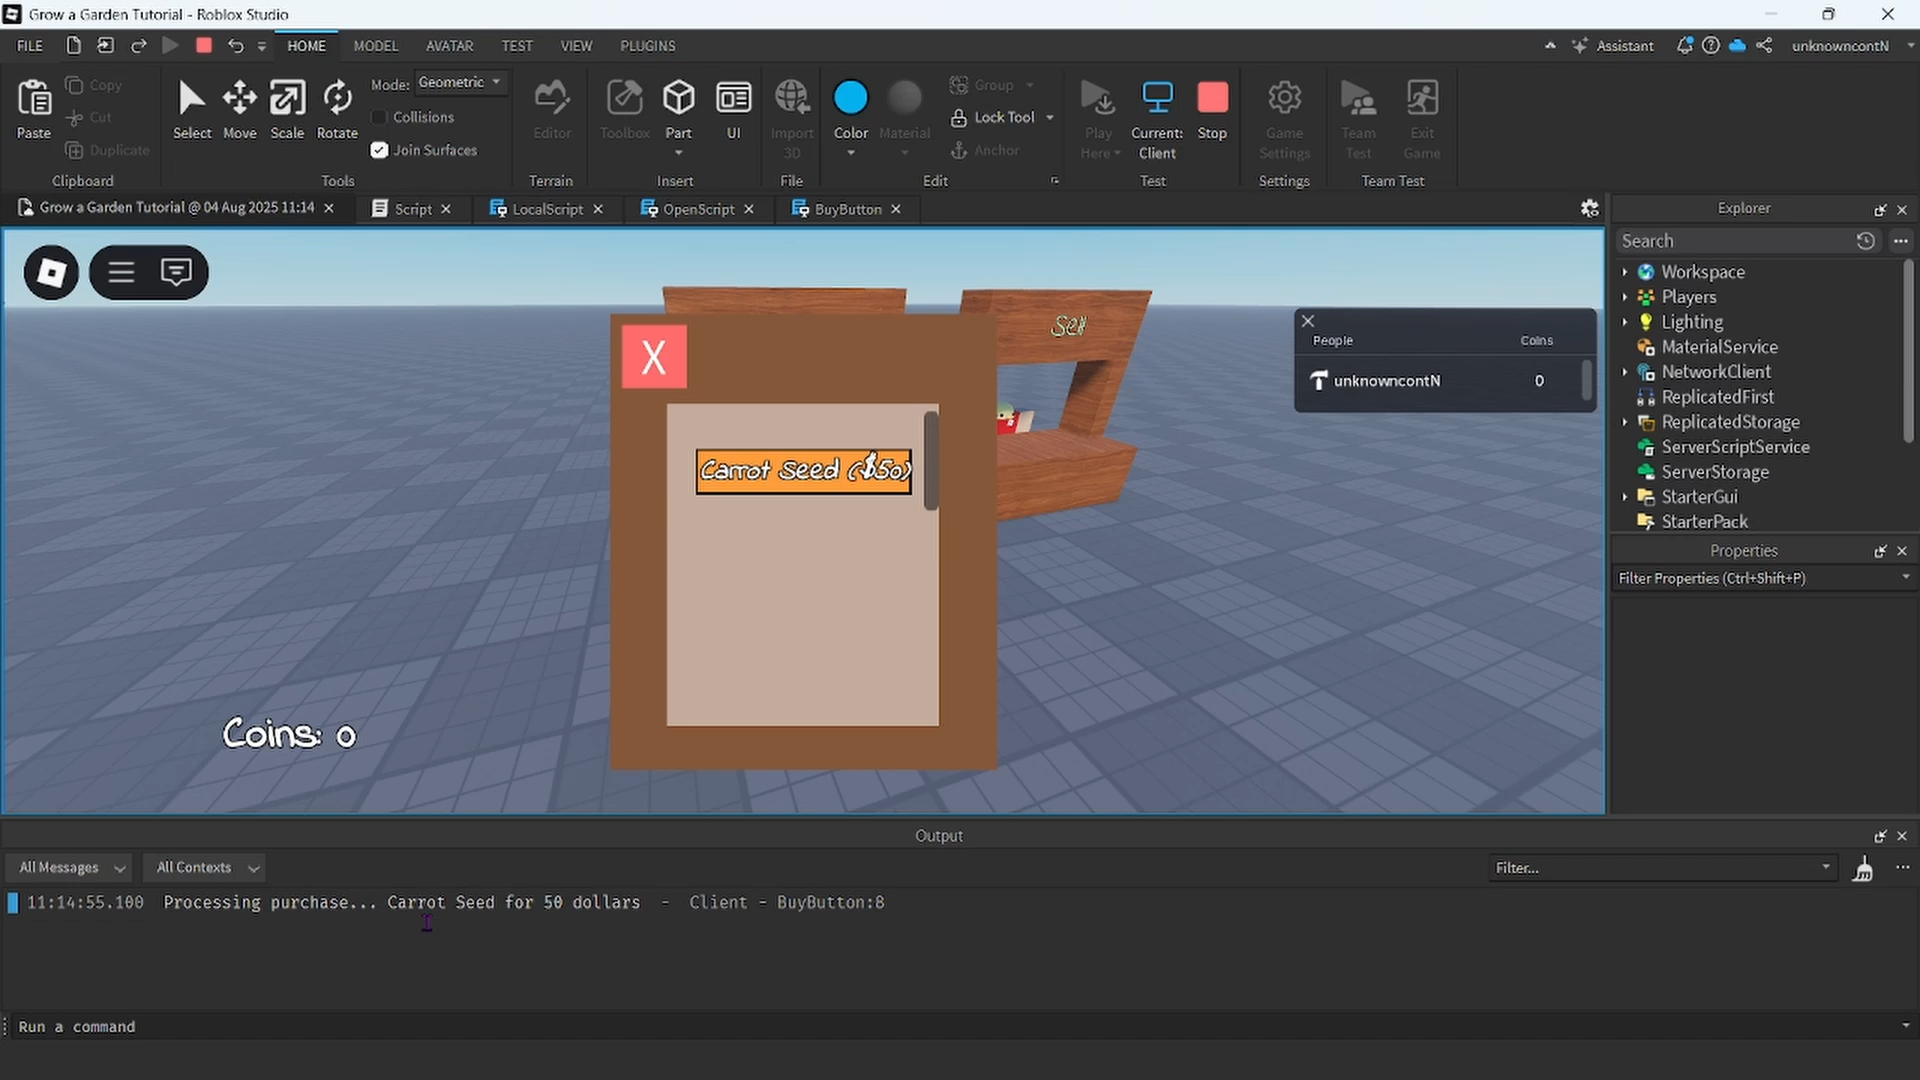 Grow a Garden Tutorial - Roblox Studio
FILE HOME MODEL AVATAR TEST VIEW PLUGINS Assistant unknowncontN
Paste Copy Cut Duplicate
Clipboard
Select Move Scale Rotate
Mode: Geometric
Collisions
Join Surfaces
Tools
Editor
Terrain
Toolbox Part UI
Insert
Import 3D
File
Color Material
Group
Lock Tool
Anchor
Edit
Play Here Current: Client Stop
Test
Game Settings
Settings
Team Test Exit Game
Team Test
Grow a Garden Tutorial @ 04 Aug 2025 11:14 Script LocalScript OpenScript BuyButton
Sell
X
Carrot Seed ($50)
Coins: 0
People Coins
unknowncontN 0
Explorer
Search
Workspace
Players
Lighting
MaterialService
NetworkClient
ReplicatedFirst
ReplicatedStorage
ServerScriptService
ServerStorage
StarterGui
StarterPack
Properties
Filter Properties (Ctrl+Shift+P)
Output
All Messages All Contexts Filter...
11:14:55.100 Processing purchase... Carrot Seed for 50 dollars - Client - BuyButton:8
Run a command